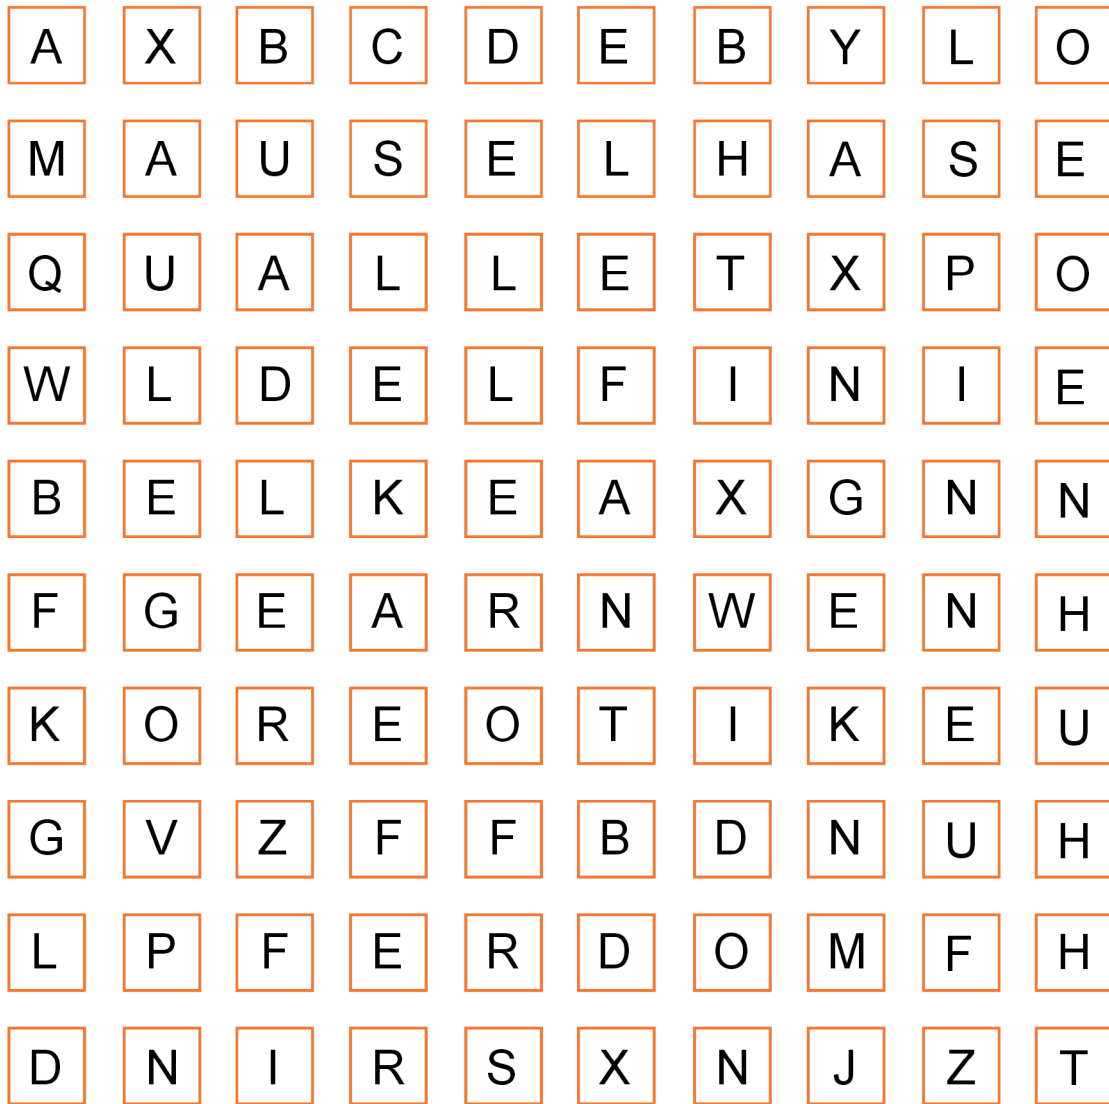 A X B C D E B Y L O
M A U S E L H A S E
Q U A L L E T X P O
W L D E L F I N I E
B E L K E A X G N N
F G E A R N W E N H
K O R E O T I K E U
G V Z F F B D N U H
L P F E R D O M F H
D N I R S X N J Z T